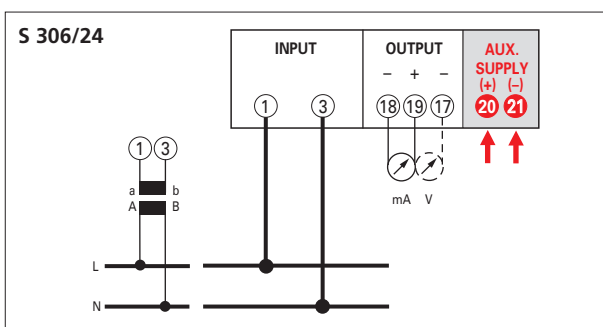 S 306/24
INPUT
OUTPUT
AUX.
SUPPLY
– + –
(+) (–)
1 3
18 19 17
20 21
1 3
a b
A B
mA V
L
N